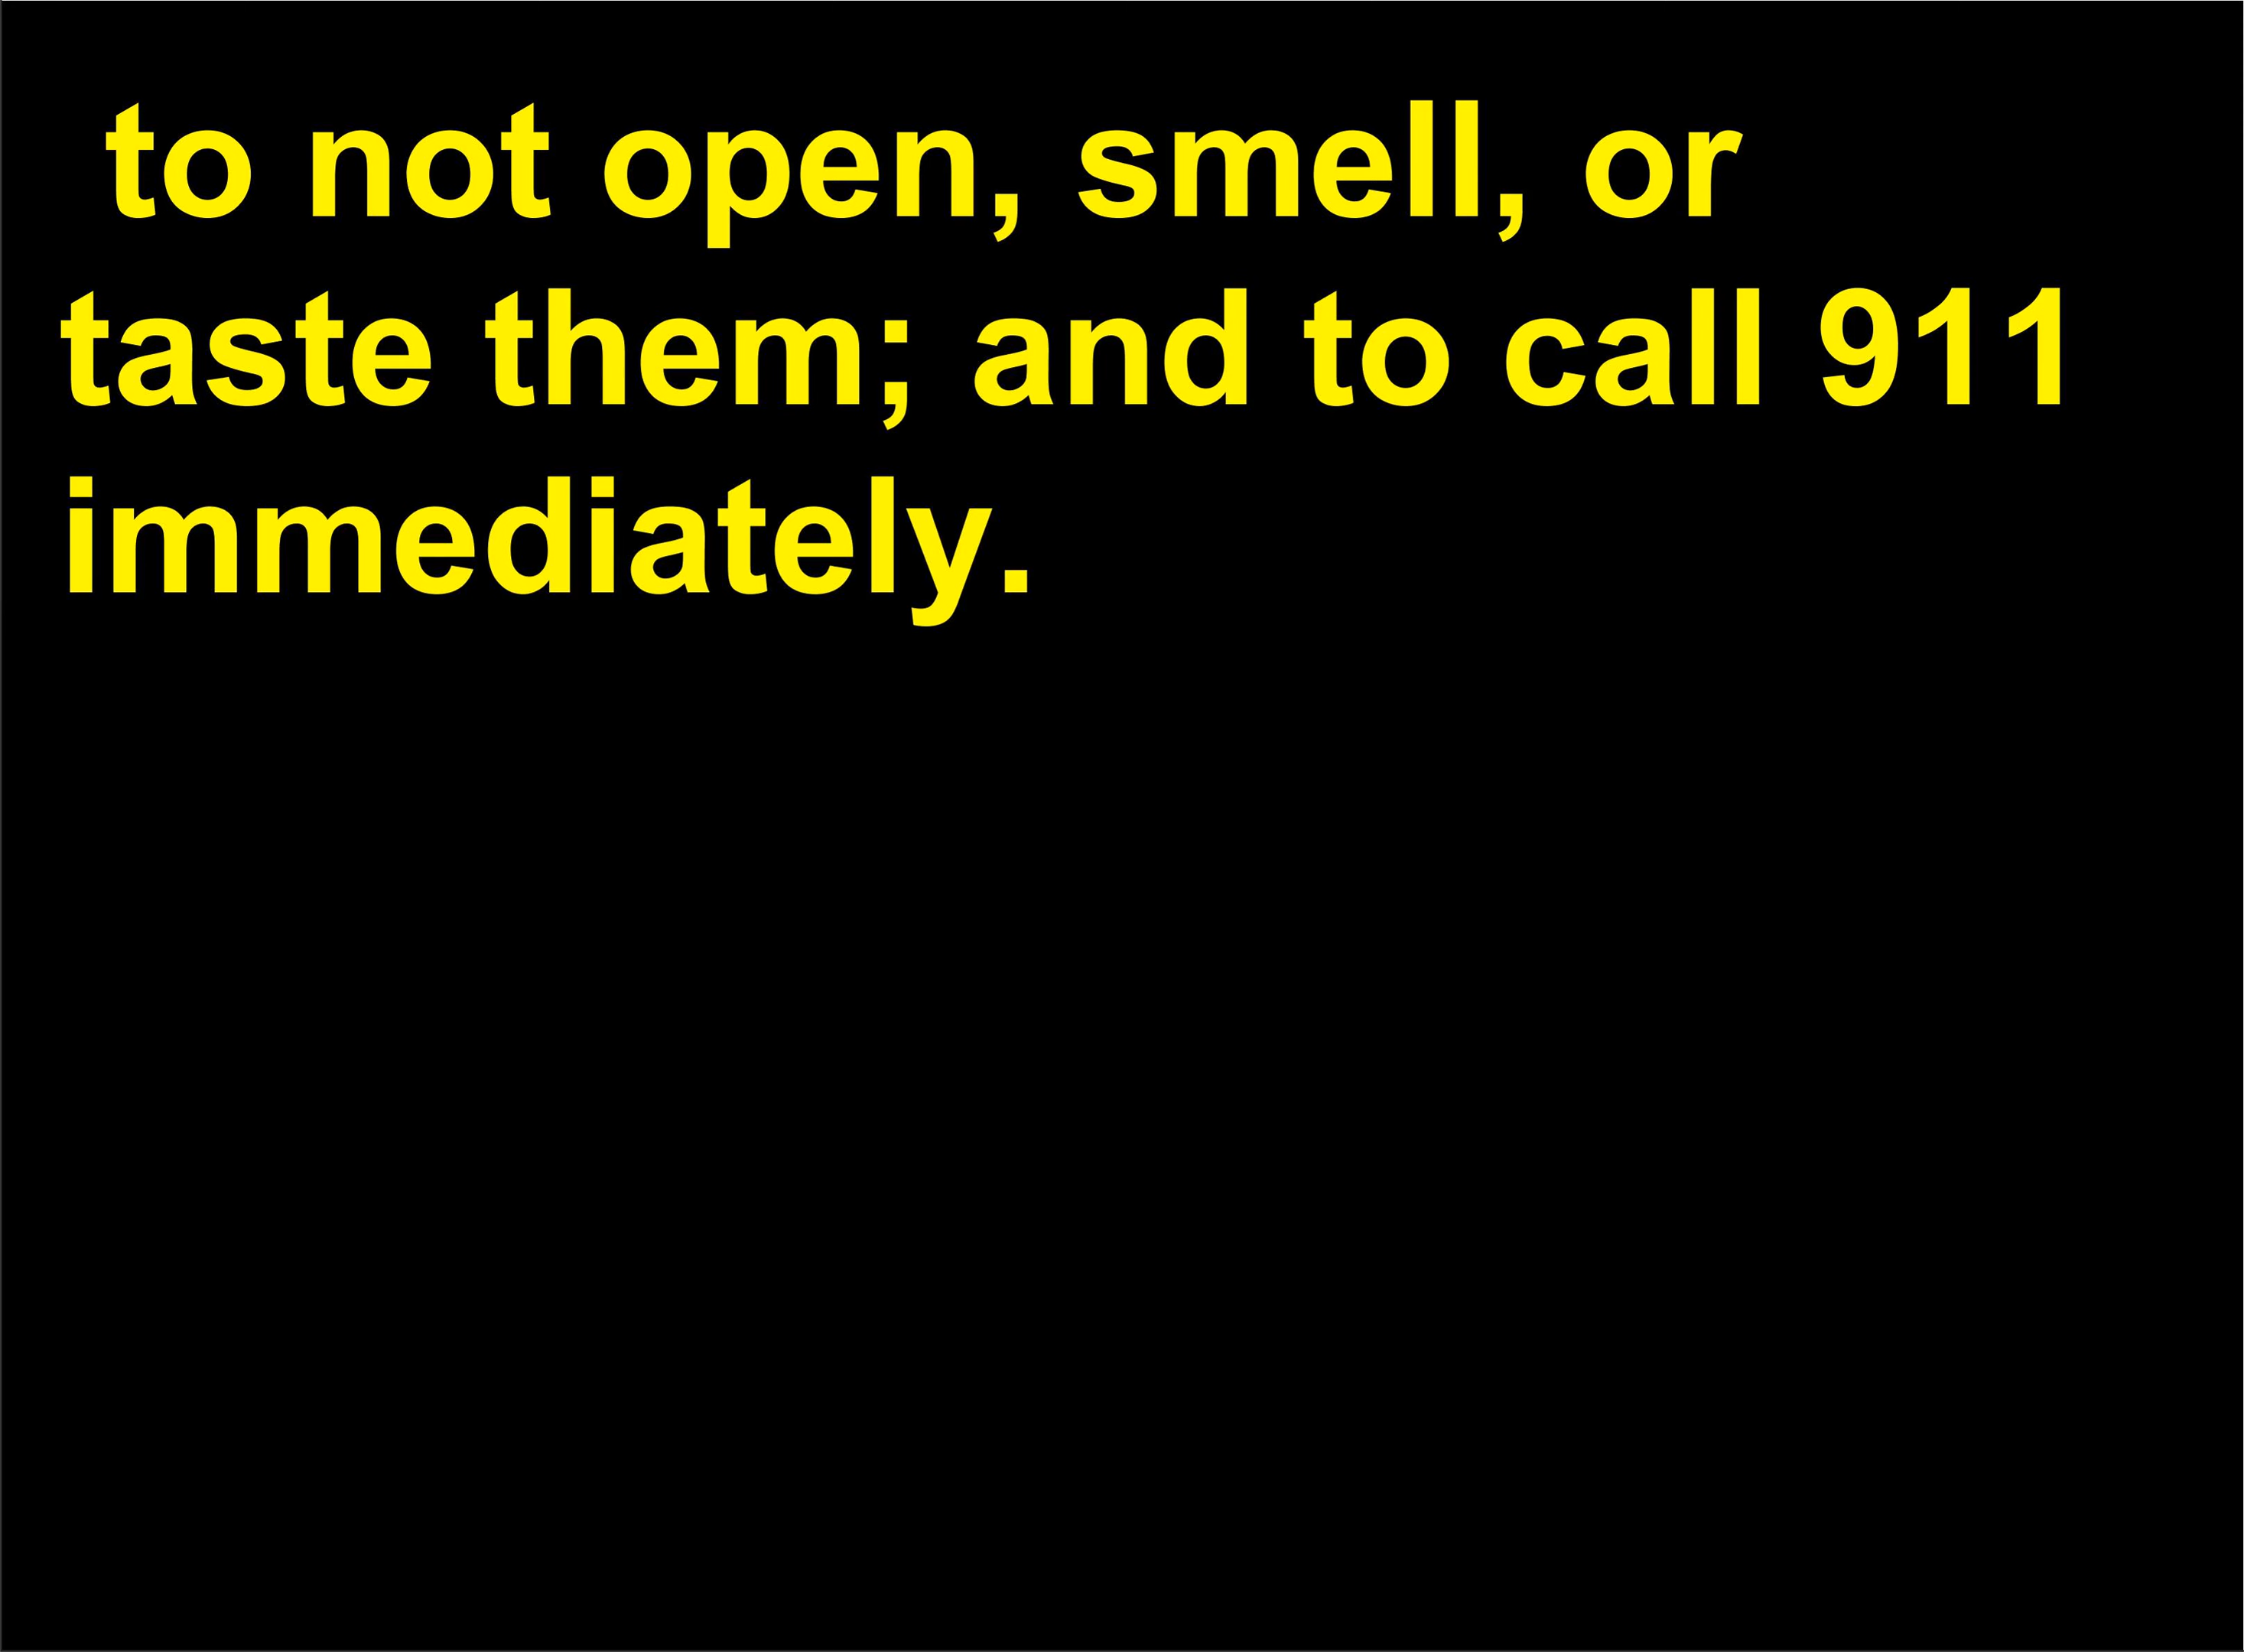 to not open, smell, or
taste them; and to call 911
immediately.